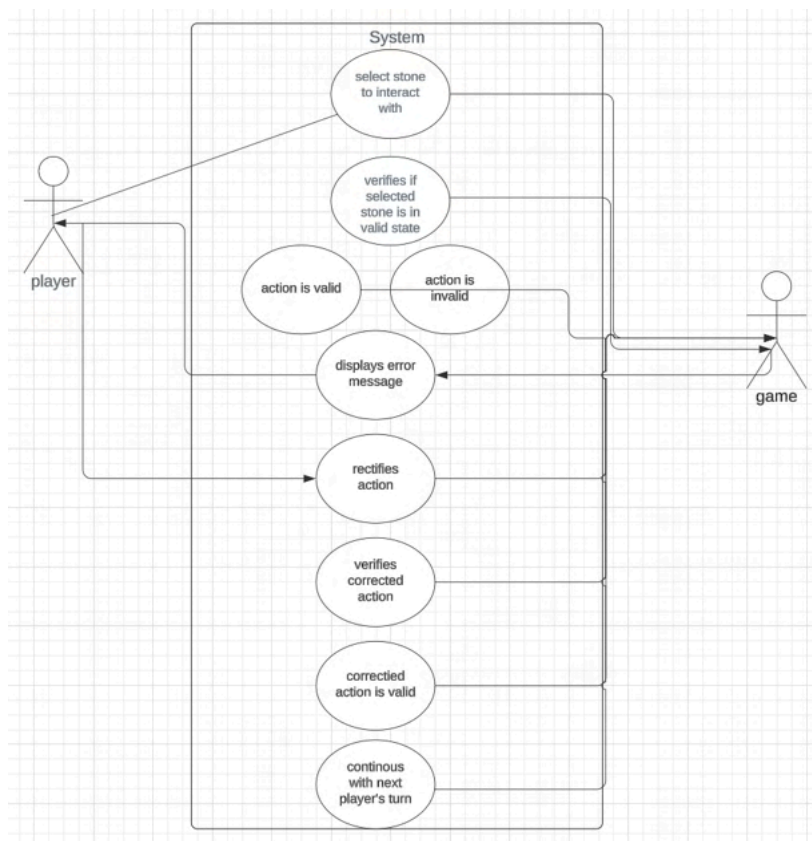 System
select stone
to interact
with
verifies if
selected
stone is in
valid state
player
action is valid
action is
invalid
displays error
message
game
rectifies
action
verifies
corrected
action
correctied
action is valid
continous
with next
player's turn